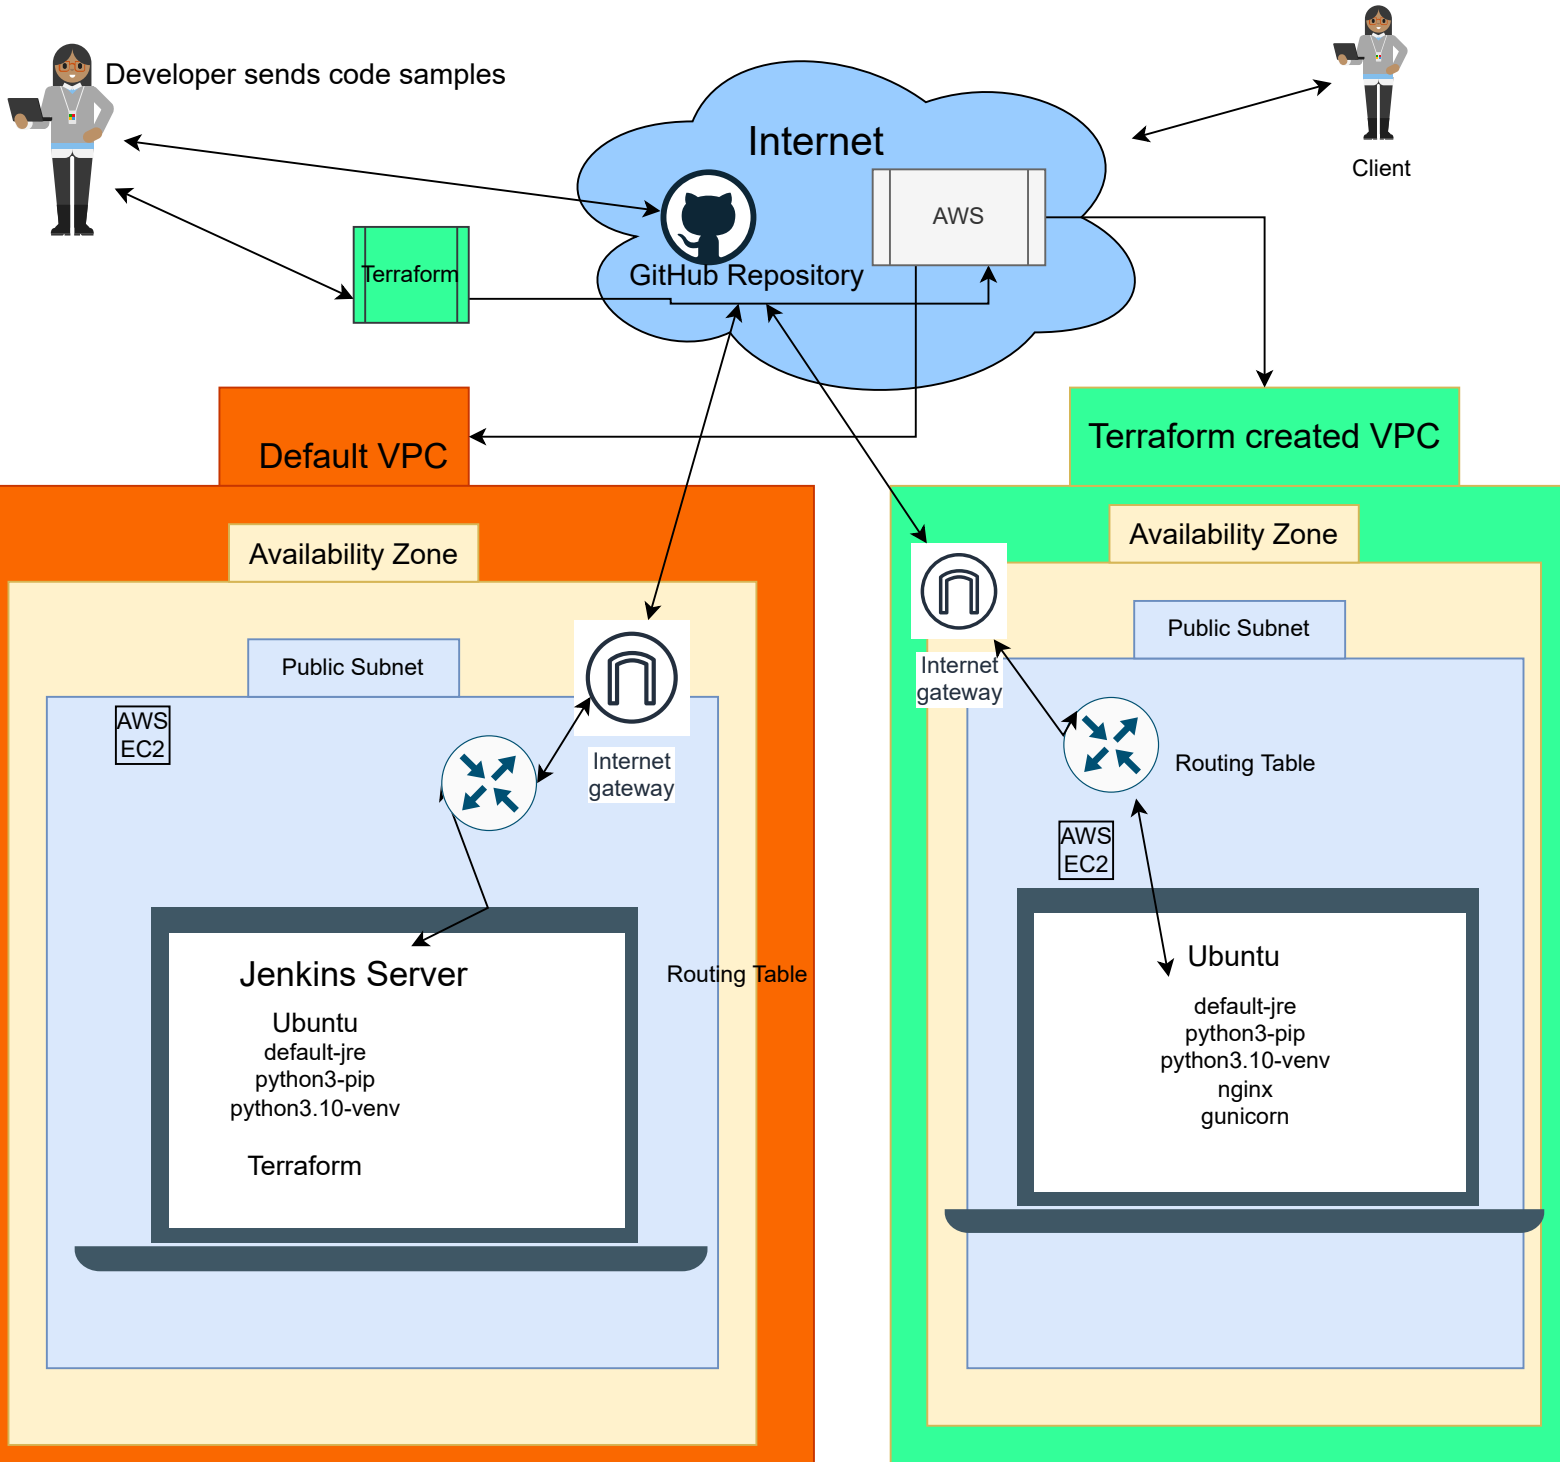 Developer sends code samples
Internet
Client
AWS
Terraform
GitHub Repository
Default VPC
Terraform created VPC
Availability Zone
Public Subnet
AWS
EC2
Internet
gateway
Jenkins Server
Ubuntu
default-jre
python3-pip
python3.10-venv
Terraform
Routing Table
Availability Zone
Public Subnet
Internet
gateway
Routing Table
AWS
EC2
Ubuntu
default-jre
python3-pip
python3.10-venv
nginx
gunicorn